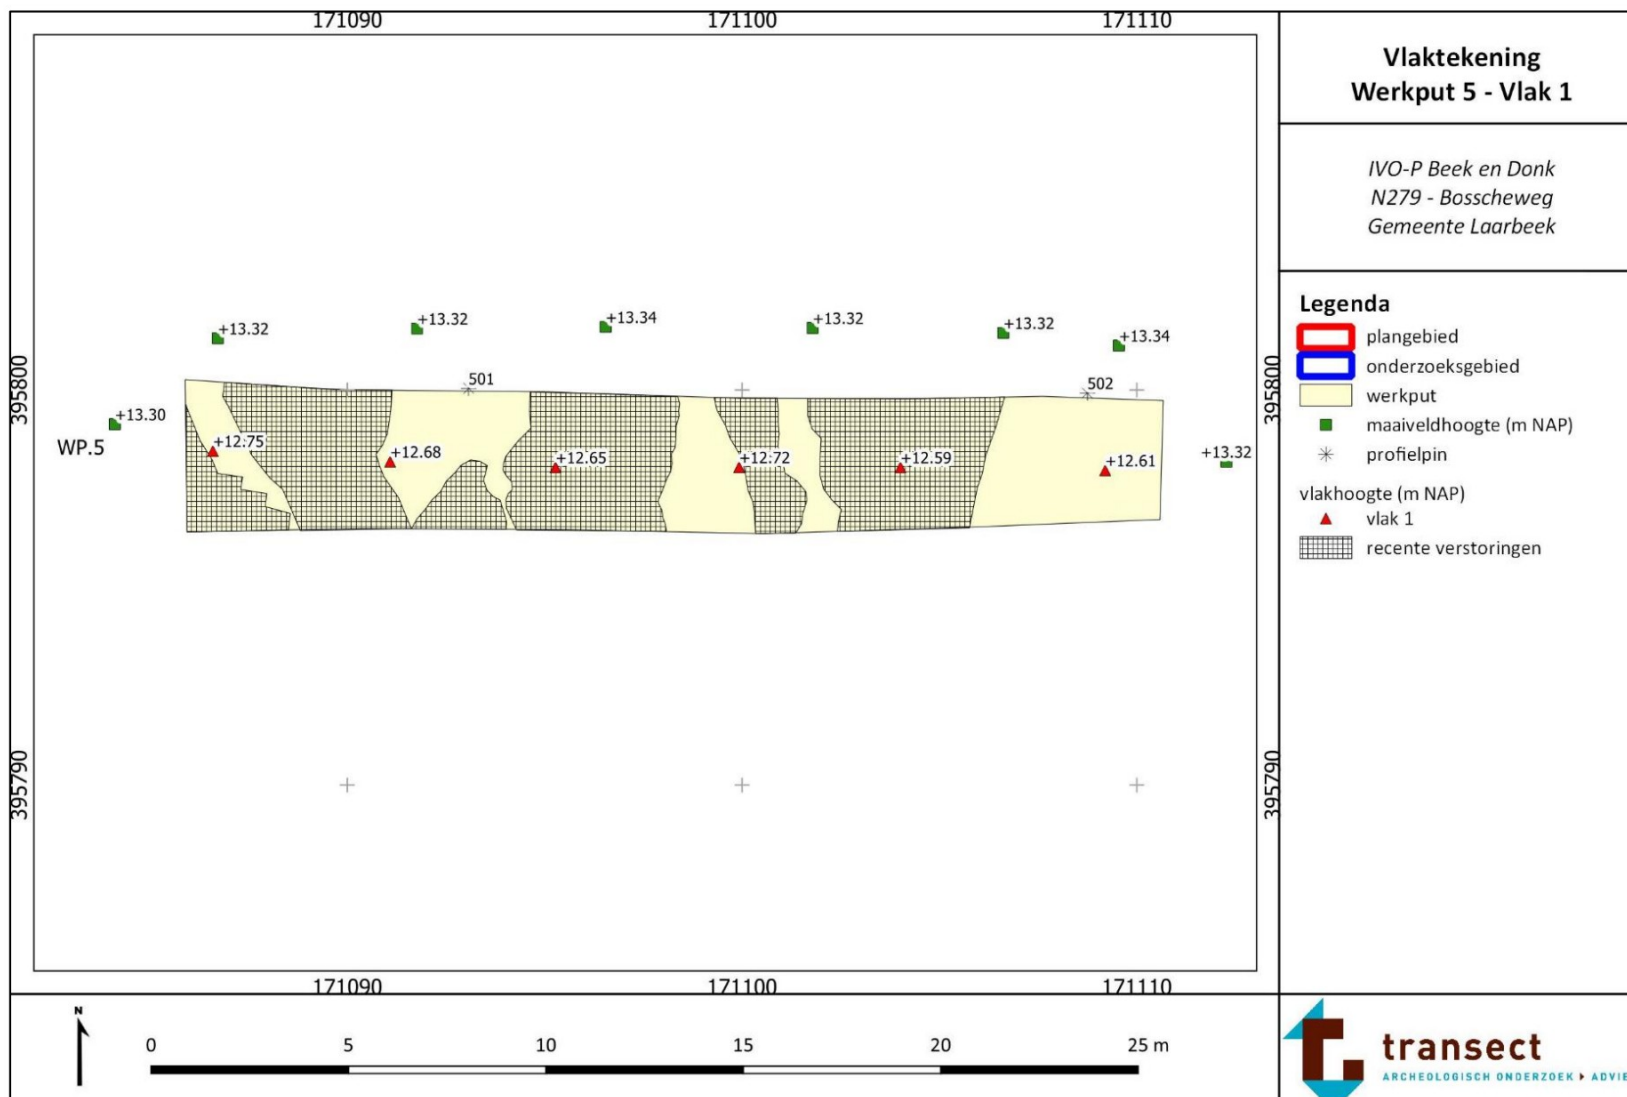 171090 171100 171110
Vlaktekening
Werkput 5 - Vlak 1
IVO-P Beek en Donk
N279 - Bosscheweg
Gemeente Laarbeek
Legenda
plangebied
onderzoeksgebied
werkput
maaiveldhoogte (m NAP)
profielpin
vlakhoogte (m NAP)
vlak 1
recente verstoringen
+13.32 +13.32 +13.34 +13.32 +13.32 +13.34
395800 501 502 395800
+13.30
WP.5
+12.75 +12.68 +12.65 +12.72 +12.59 +12.61 +13.32
395790 395790
171090 171100 171110
N
0 5 10 15 20 25 m
transect
ARCHEOLOGISCH ONDERZOEK ADVIE